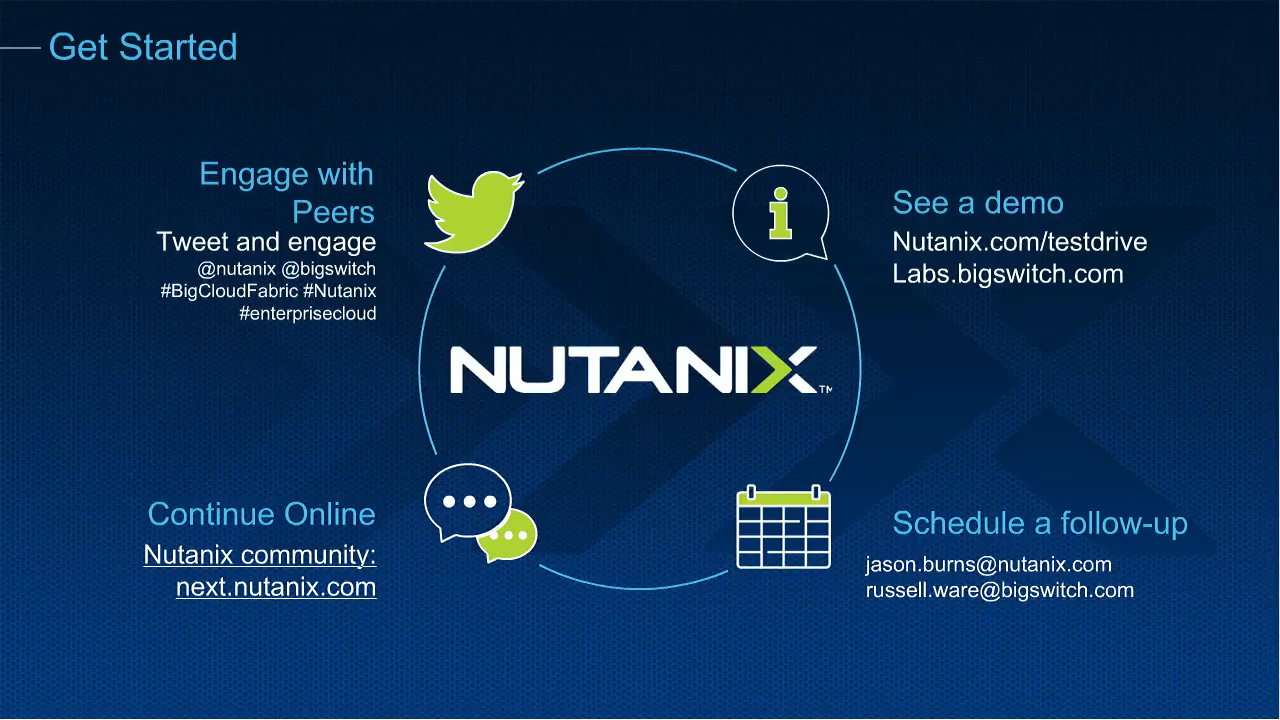 Get Started
Engage with
Peers
Tweet and engage
@nutanix @bigswitch
#BigCloudFabric #Nutanix
#enterprisecloud
See a demo
Nutanix.com/testdrive
Labs.bigswitch.com
NUTANIX™
Continue Online
Nutanix community:
next.nutanix.com
Schedule a follow-up
jason.burns@nutanix.com
russell.ware@bigswitch.com